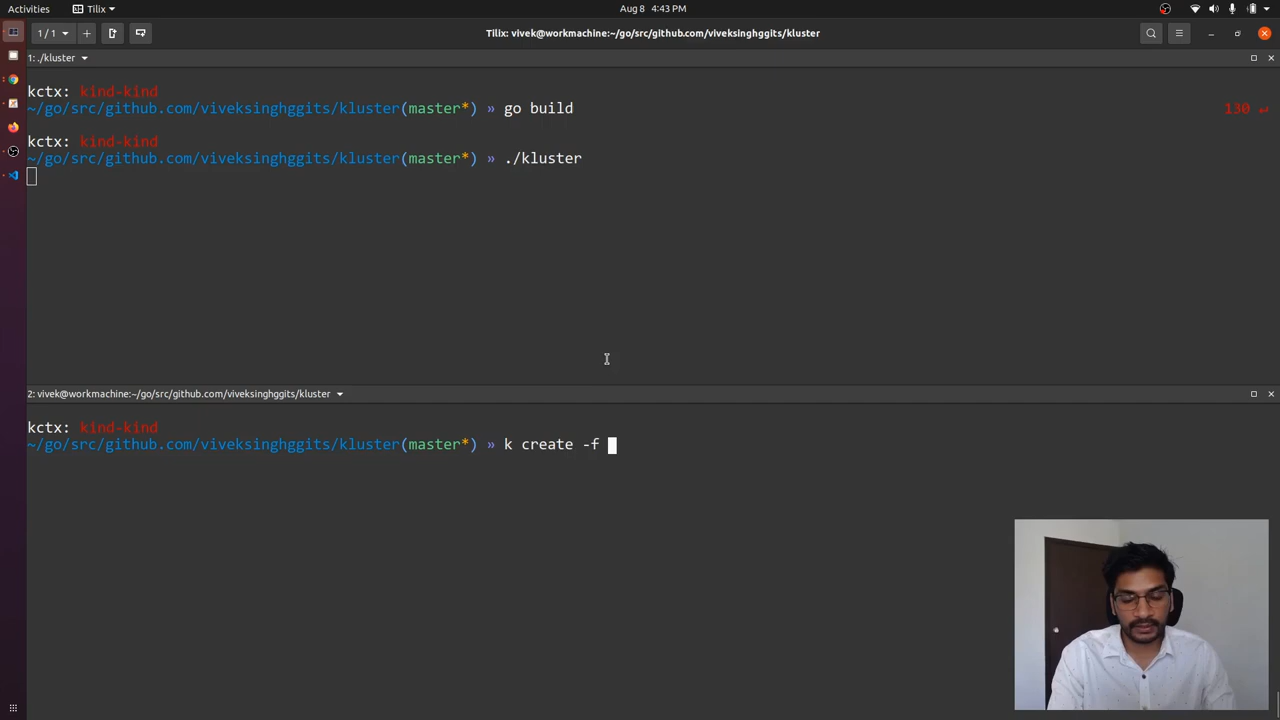 Activities
Tilix
Aug 8 4:43 PM
1 / 1
Tilix: vivek@workmachine:~/go/src/github.com/viveksinghggits/kluster
1: ./kluster
kctx: kind-kind
~/go/src/github.com/viveksinghggits/kluster(master*) » go build
130 ↵
kctx: kind-kind
~/go/src/github.com/viveksinghggits/kluster(master*) » ./kluster
2: vivek@workmachine:~/go/src/github.com/viveksinghggits/kluster
kctx: kind-kind
~/go/src/github.com/viveksinghggits/kluster(master*) » k create -f